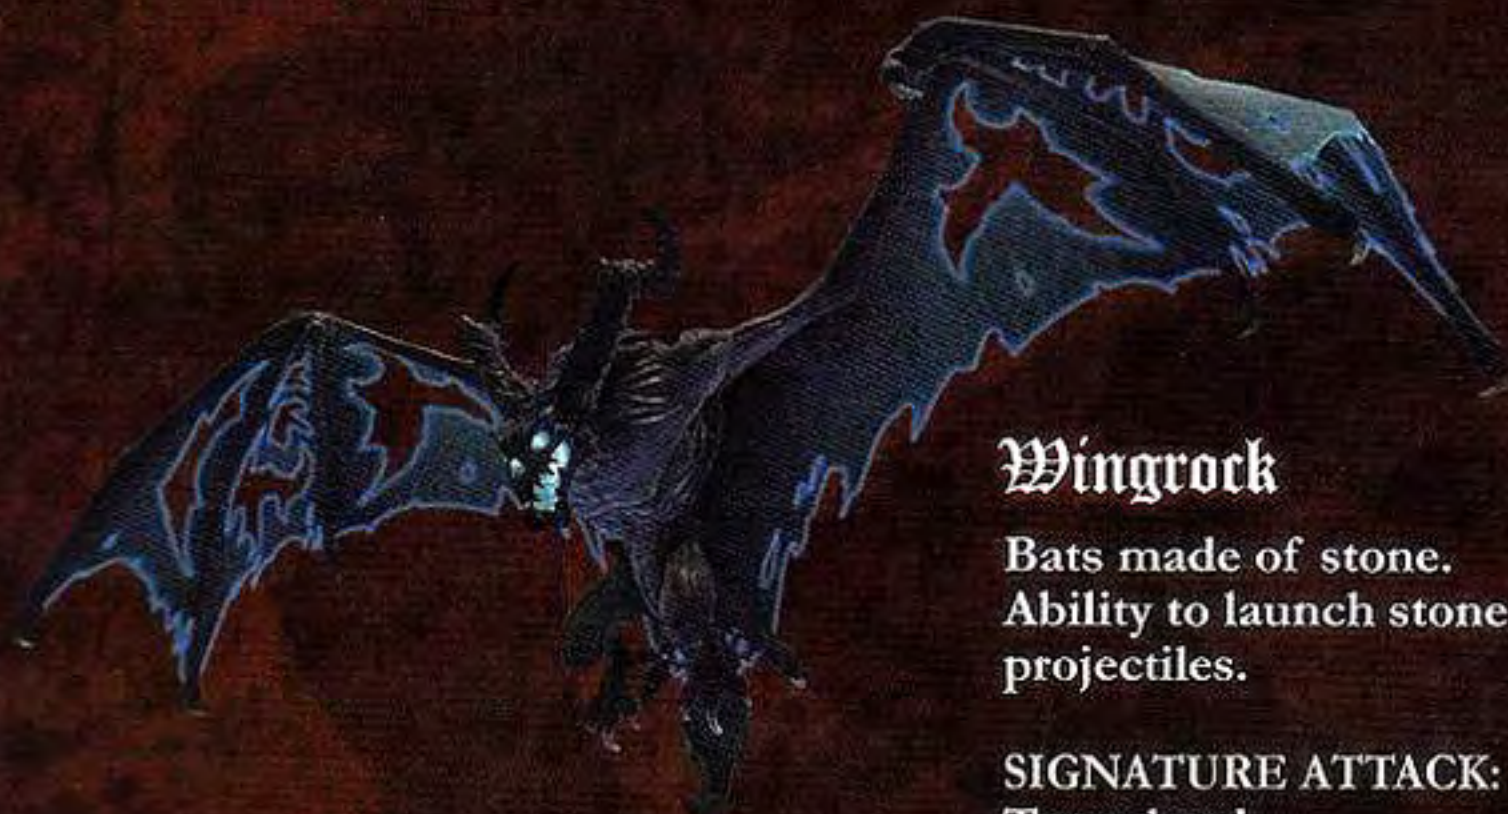 Wingrock
Bats made of stone.
Ability to launch stone
projectiles.
SIGNATURE ATTACK: